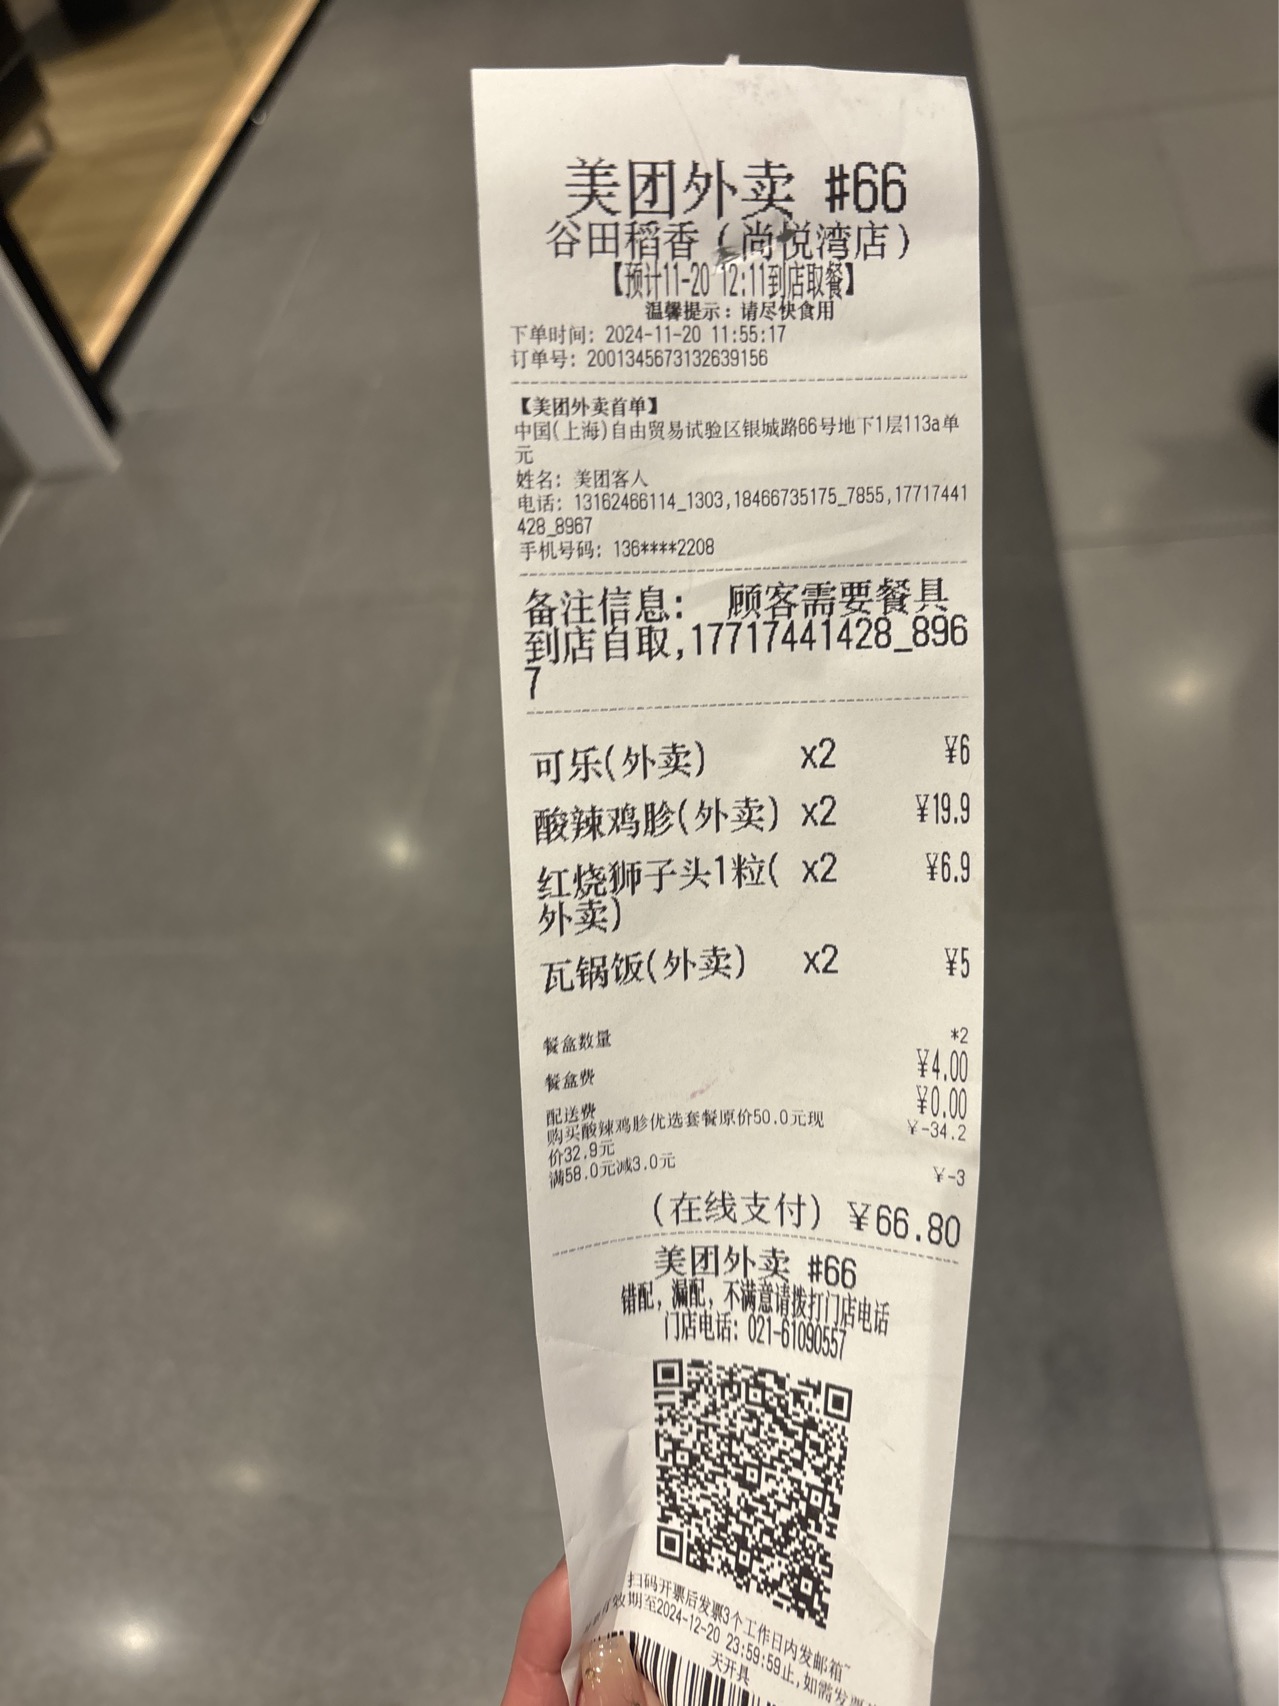 美团外卖 #66
谷田稻香(尚悦湾店)
【预计11-20 12:11到店取餐】
温馨提示：请尽快食用
下单时间: 2024-11-20 11:55:17
订单号: 2001345673132639156
【美团外卖首单】
中国(上海)自由贸易试验区银城路66号地下1层113a单
元
姓名: 美团客人
电话: 13162466114_1303,18466735175_7855,17717441
428_8967
手机号码: 136****2208
备注信息: 顾客需要餐具
到店自取,17717441428_896
7
可乐(外卖) x2 ¥6
酸辣鸡胗(外卖) x2 ¥19.9
红烧狮子头1粒( x2 ¥6.9
外卖)
瓦锅饭(外卖) x2 ¥5
餐盒数量 *2
餐盒费 ¥4.00
配送费 ¥0.00
购买酸辣鸡胗优选套餐原价50.0元现 ¥-34.2
价32.9元
满58.0元减3.0元 ¥-3
(在线支付) ¥66.80
美团外卖 #66
错配，漏配，不满意请拨打门店电话
门店电话: 021-61090557
扫码开票后发票3个工作日内发邮箱~
效期至2024-12-20 23:59:59止,如需发票
天开具